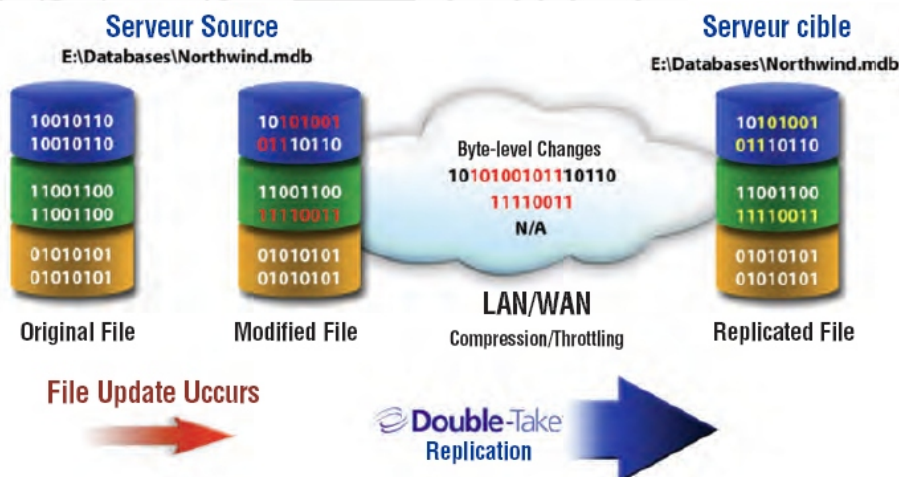 Serveur Source
E:\Databases\Northwind.mdb
Serveur cible
E:\Databases\Northwind.mdb
10010110
10010110
11001100
11001100
01010101
01010101
Original File
10101001
01110110
11001100
11110011
01010101
01010101
Modified File
Byte-level Changes
1010100101110110
11110011
N/A
LAN/WAN
Compression/Throttling
10101001
01110110
11001100
11110011
01010101
01010101
Replicated File
File Update Uccurs
Double-Take
Replication